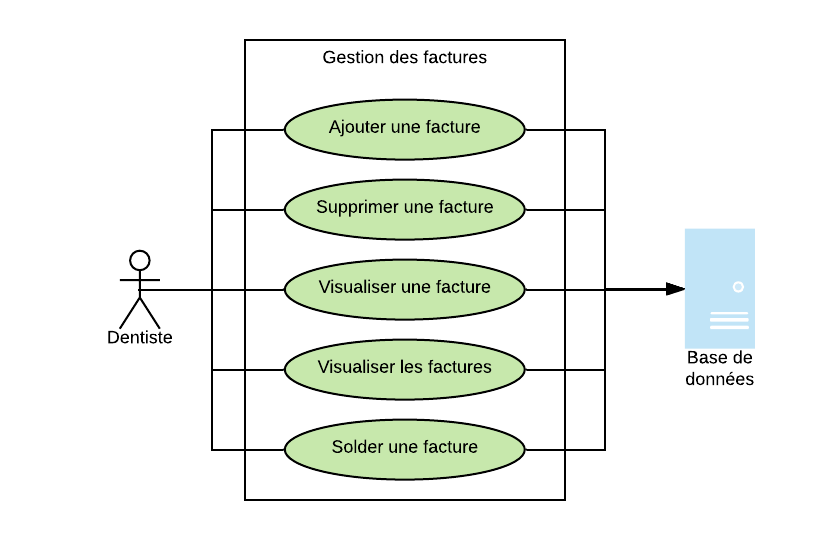 Gestion des factures
Ajouter une facture
Supprimer une facture
Visualiser une facture
Dentiste
Visualiser les factures
Base de
données
Solder une facture